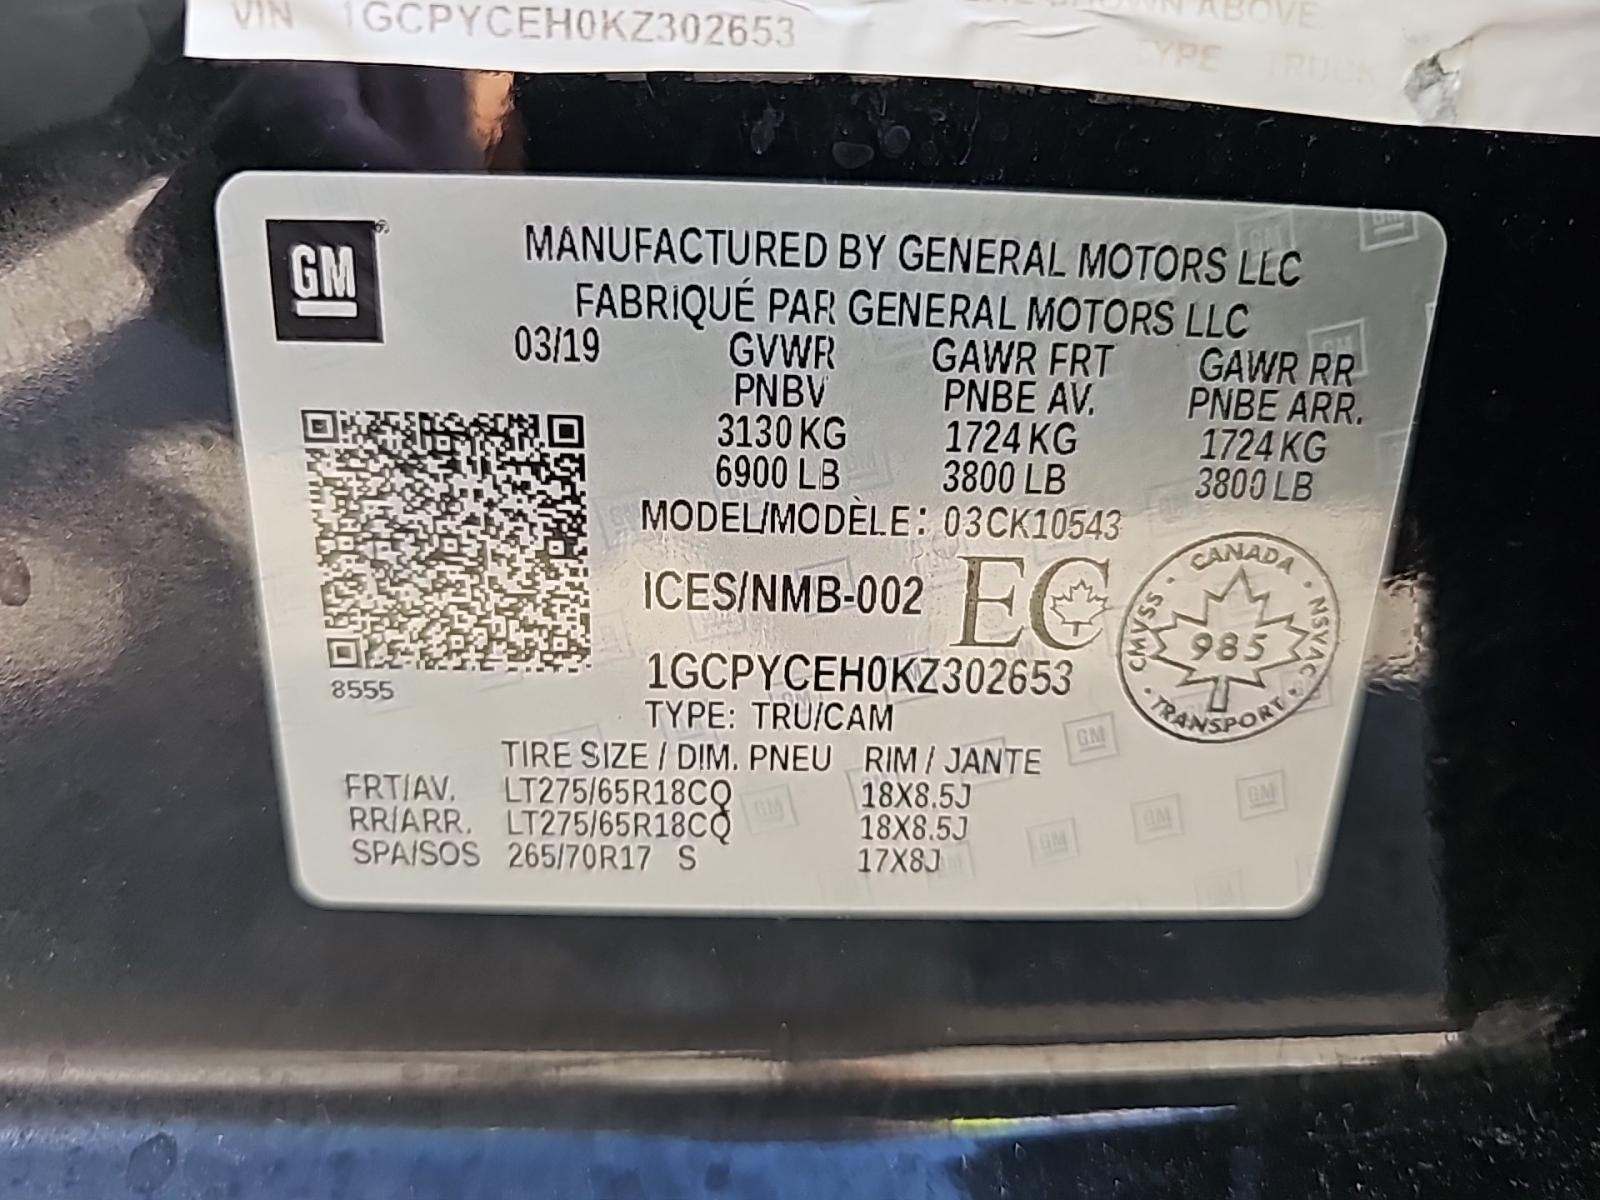 VIN 1GCPYCEH0KZ302653
WN ABOVE
TYPE TRUCK
GM
MANUFACTURED BY GENERAL MOTORS LLC
FABRIQUÉ PAR GENERAL MOTORS LLC
03/19 GVWR GAWR FRT GAWR RR
PNBV PNBE AV. PNBE ARR.
3130 KG 1724 KG 1724 KG
6900 LB 3800 LB 3800 LB
MODEL/MODÈLE: 03CK10543
ICES/NMB-002 EC
CANADA
CMVSS 985 NSVAC
TRANSPORT
1GCPYCEH0KZ302653
8555
TYPE: TRU/CAM
TIRE SIZE / DIM. PNEU RIM / JANTE
FRT/AV. LT275/65R18CQ 18X8.5J
RR/ARR. LT275/65R18CQ 18X8.5J
SPA/SOS 265/70R17 S 17X8J